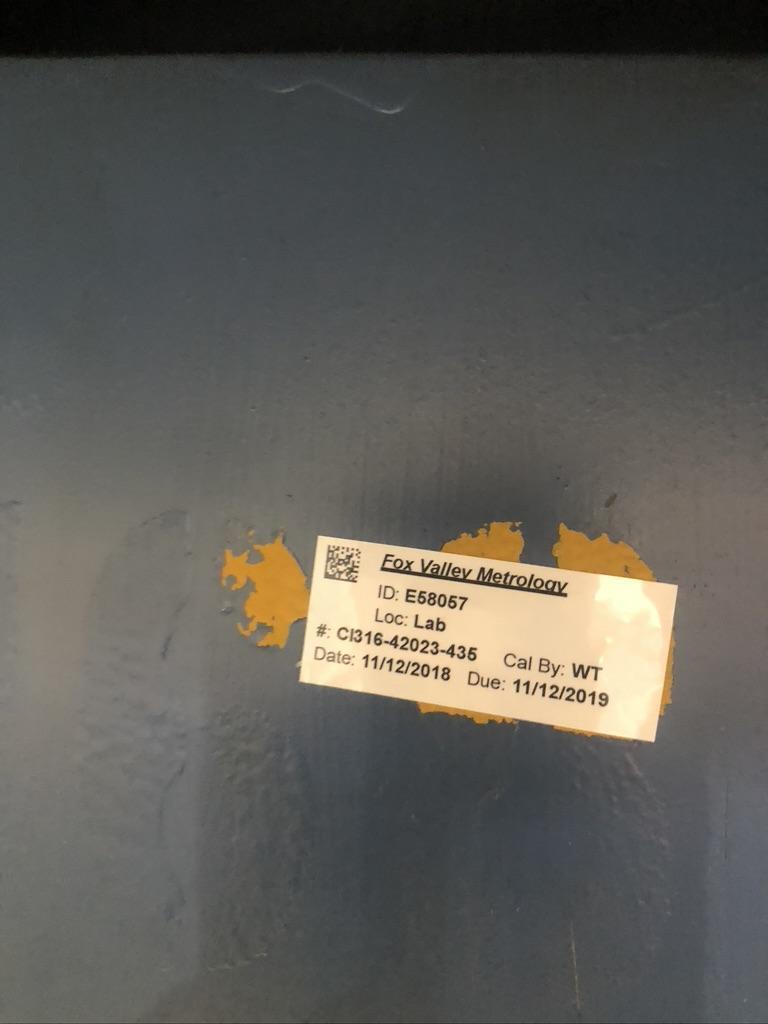 Fox Valley Metrology
ID: E58057
Loc: Lab
#: CI316-42023-435 Cal By: WT
Date: 11/12/2018 Due: 11/12/2019